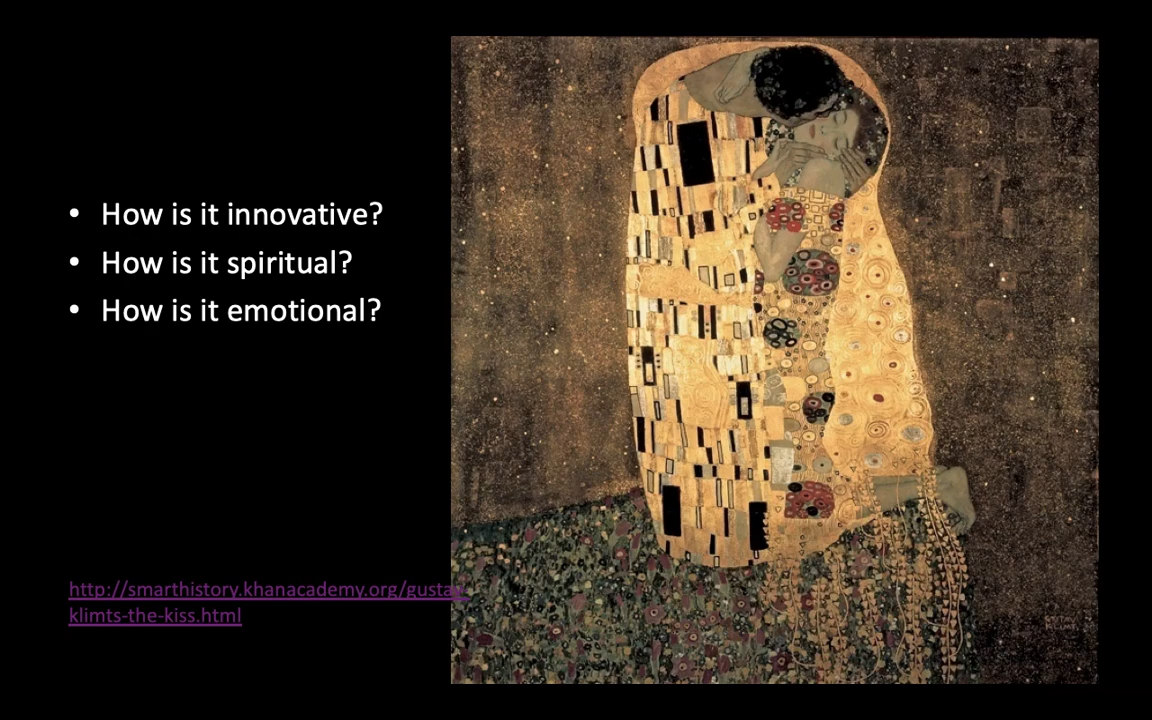 • How is it innovative?
• How is it spiritual?
• How is it emotional?
http://smarthistory.khanacademy.org/gustav-
klimts-the-kiss.html